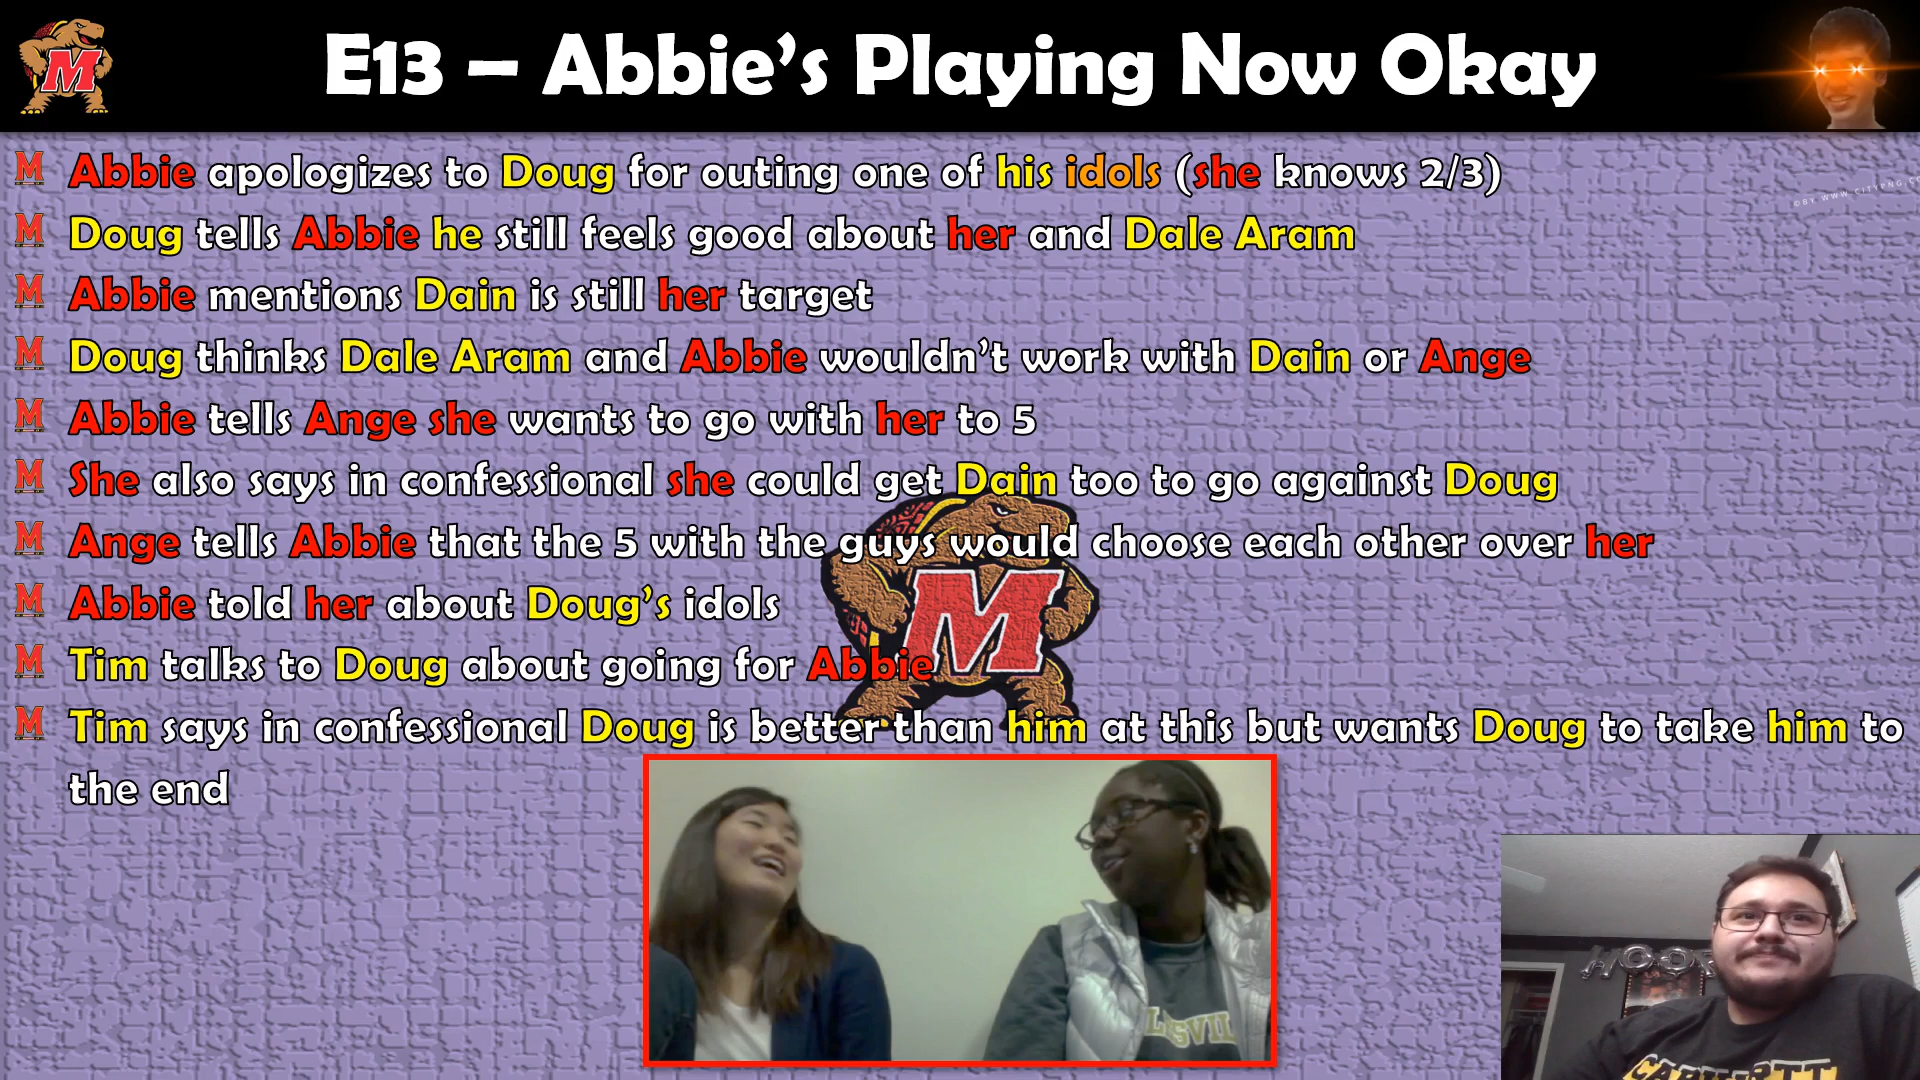 E13 – Abbie's Playing Now Okay
Abbie apologizes to Doug for outing one of his idols (she knows 2/3)
©BY WWW.CITYPNG.CO
Doug tells Abbie he still feels good about her and Dale Aram
Abbie mentions Dain is still her target
Doug thinks Dale Aram and Abbie wouldn't work with Dain or Ange
Abbie tells Ange she wants to go with her to 5
She also says in confessional she could get Dain too to go against Doug
Ange tells Abbie that the 5 with the guys would choose each other over her
Abbie told her about Doug's idols
Tim talks to Doug about going for Abbie
Tim says in confessional Doug is better than him at this but wants Doug to take him to
the end
M
HOOP
CARHARTT